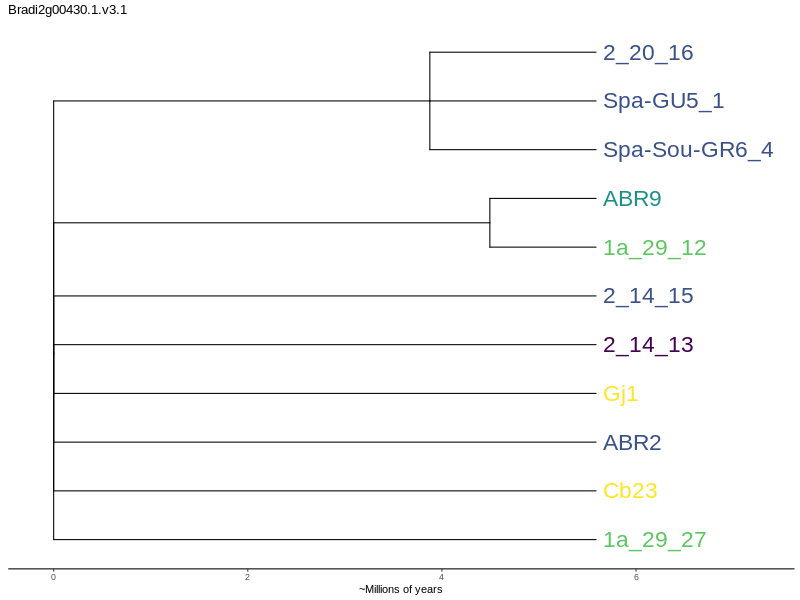 Bradi2g00430.1.v3.1
2_20_16
Spa-GU5_1
Spa-Sou-GR6_4
ABR9
1a_29_12
2_14_15
2_14_13
Gj1
ABR2
Cb23
1a_29_27
0 2 4 6
~Millions of years